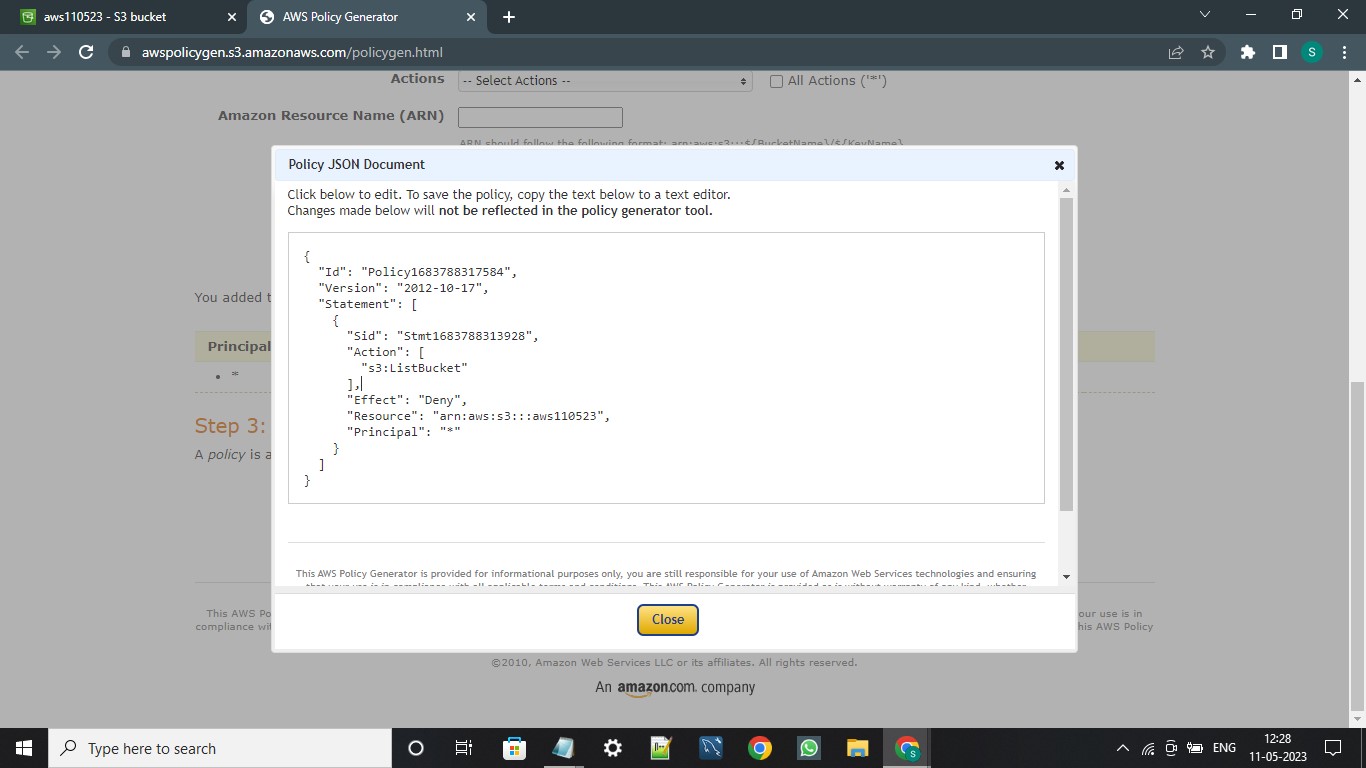 aws110523 - S3 bucket
AWS Policy Generator
awspolicygen.s3.amazonaws.com/policygen.html
S
Actions
-- Select Actions --
All Actions ('*')
Amazon Resource Name (ARN)
ARN should follow the following format: arn:aws:s3:::${BucketName}/${KeyName}.
Policy JSON Document
Click below to edit. To save the policy, copy the text below to a text editor.
Changes made below will not be reflected in the policy generator tool.
{
"Id": "Policy1683788317584",
"Version": "2012-10-17",
"Statement": [
{
"Sid": "Stmt1683788313928",
"Action": [
"s3:ListBucket"
],
"Effect": "Deny",
"Resource": "arn:aws:s3:::aws110523",
"Principal": "*"
}
]
}
You added t
Principal
• *
Step 3:
A policy is a
This AWS Policy Generator is provided for informational purposes only, you are still responsible for your use of Amazon Web Services technologies and ensuring
Close
This AWS Po
our use is in
compliance wit
his AWS Policy
©2010, Amazon Web Services LLC or its affiliates. All rights reserved.
An amazon.com. company
Type here to search
S
ENG
12:28
11-05-2023